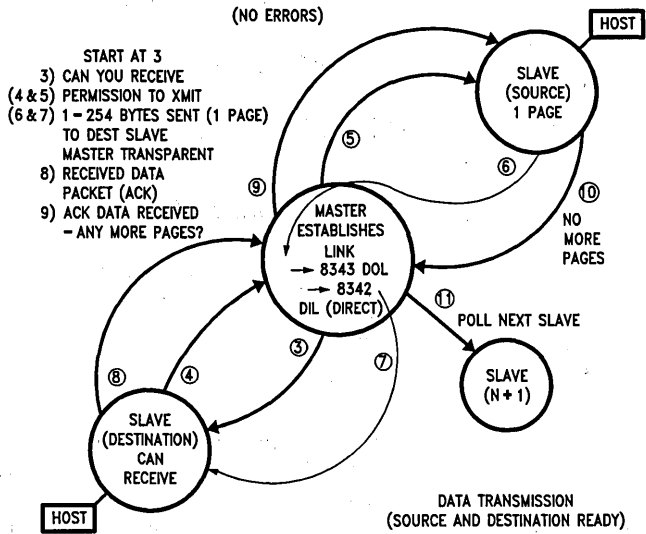 (NO ERRORS)
HOST
START AT 3
3) CAN YOU RECEIVE
(4 & 5) PERMISSION TO XMIT
(6 & 7) 1 - 254 BYTES SENT (1 PAGE)
TO DEST SLAVE
MASTER TRANSPARENT
8) RECEIVED DATA
PACKET (ACK)
9) ACK DATA RECEIVED
- ANY MORE PAGES?
SLAVE
(SOURCE)
1 PAGE
⑤
⑥
⑨
⑩
NO
MORE
PAGES
MASTER
ESTABLISHES
LINK
→ 8343 DOL
→ 8342
DIL (DIRECT)
⑪
POLL NEXT SLAVE
③
⑦
⑧
④
SLAVE
(N + 1)
SLAVE
(DESTINATION)
CAN
RECEIVE
HOST
DATA TRANSMISSION
(SOURCE AND DESTINATION READY)